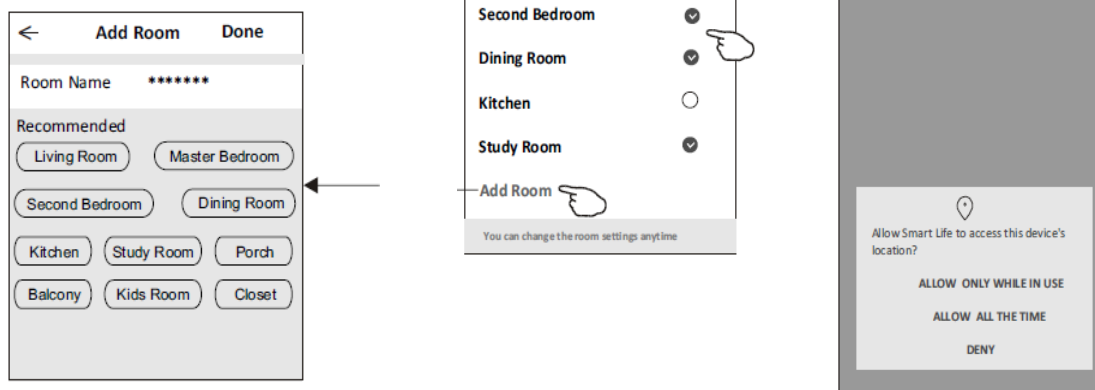 Add Room Done
Room Name *******
Recommended
Living Room Master Bedroom
Second Bedroom Dining Room
Kitchen Study Room Porch
Balcony Kids Room Closet
Second Bedroom
Dining Room
Kitchen
Study Room
Add Room
You can change the room settings anytime
Allow Smart Life to access this device's
location?
ALLOW ONLY WHILE IN USE
ALLOW ALL THE TIME
DENY